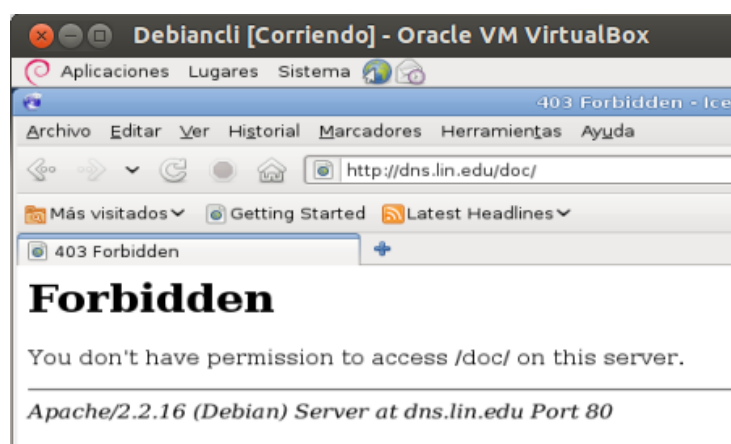 Debiancli [Corriendo] - Oracle VM VirtualBox
Aplicaciones Lugares Sistema
403 Forbidden - Ice
Archivo Editar Ver Historial Marcadores Herramientas Ayuda
http://dns.lin.edu/doc/
Más visitados Getting Started Latest Headlines
403 Forbidden
Forbidden
You don't have permission to access /doc/ on this server.
Apache/2.2.16 (Debian) Server at dns.lin.edu Port 80